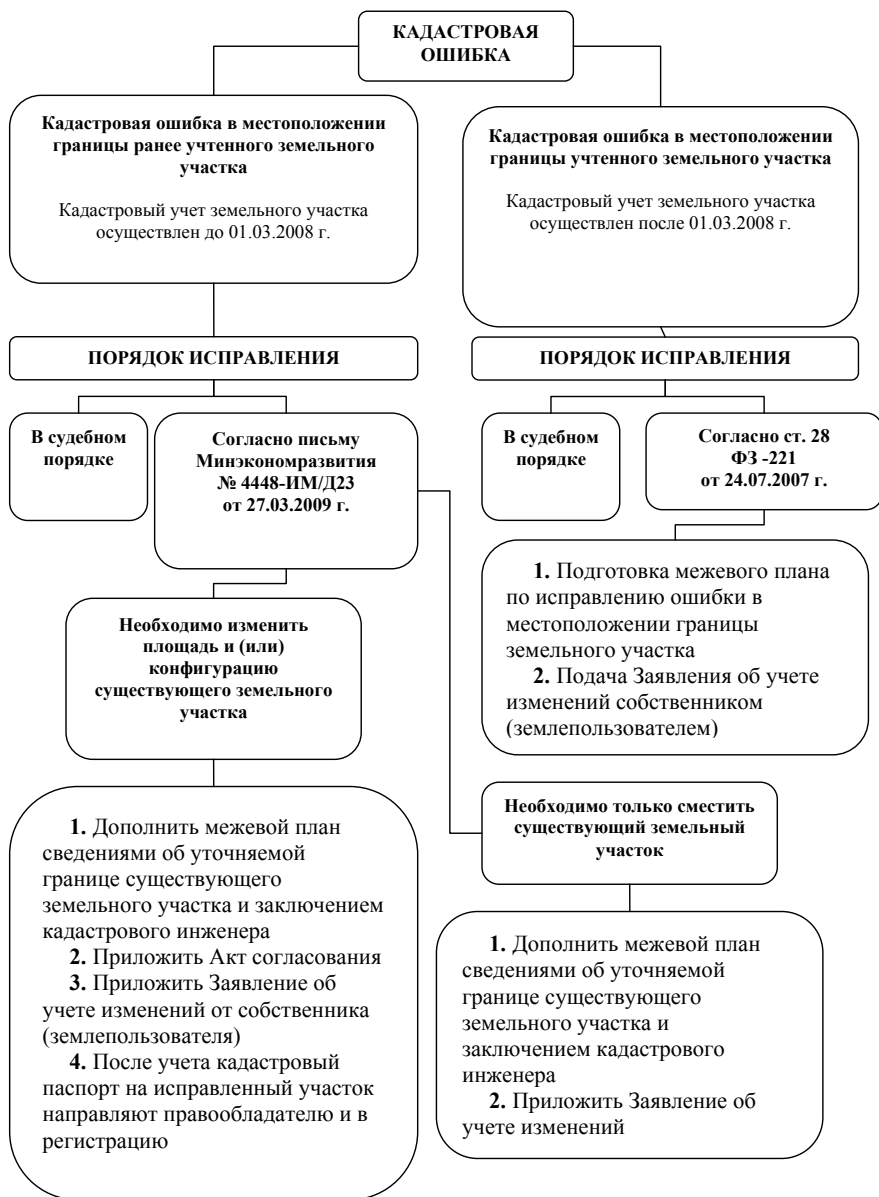 КАДАСТРОВАЯ
ОШИБКА
Кадастровая ошибка в местоположении
границы ранее учтенного земельного
участка
Кадастровый учет земельного участка
осуществлен до 01.03.2008 г.
Кадастровая ошибка в местоположении
границы учтенного земельного участка
Кадастровый учет земельного участка
осуществлен после 01.03.2008 г.
ПОРЯДОК ИСПРАВЛЕНИЯ
ПОРЯДОК ИСПРАВЛЕНИЯ
В судебном
порядке
Согласно письму
Минэкономразвития
№ 4448-ИМ/Д23
от 27.03.2009 г.
В судебном
порядке
Согласно ст. 28
ФЗ -221
от 24.07.2007 г.
1. Подготовка межевого плана
по исправлению ошибки в
местоположении границы
земельного участка
2. Подача Заявления об учете
изменений собственником
(землепользователем)
Необходимо изменить
площадь и (или)
конфигурацию
существующего земельного
участка
Необходимо только сместить
существующий земельный
участок
1. Дополнить межевой план
сведениями об уточняемой
границе существующего
земельного участка и заключением
кадастрового инженера
2. Приложить Акт согласования
3. Приложить Заявление об
учете изменений от собственника
(землепользователя)
4. После учета кадастровый
паспорт на исправленный участок
направляют правообладателю и в
регистрацию
1. Дополнить межевой план
сведениями об уточняемой
границе существующего
земельного участка и
заключением кадастрового
инженера
2. Приложить Заявление об
учете изменений